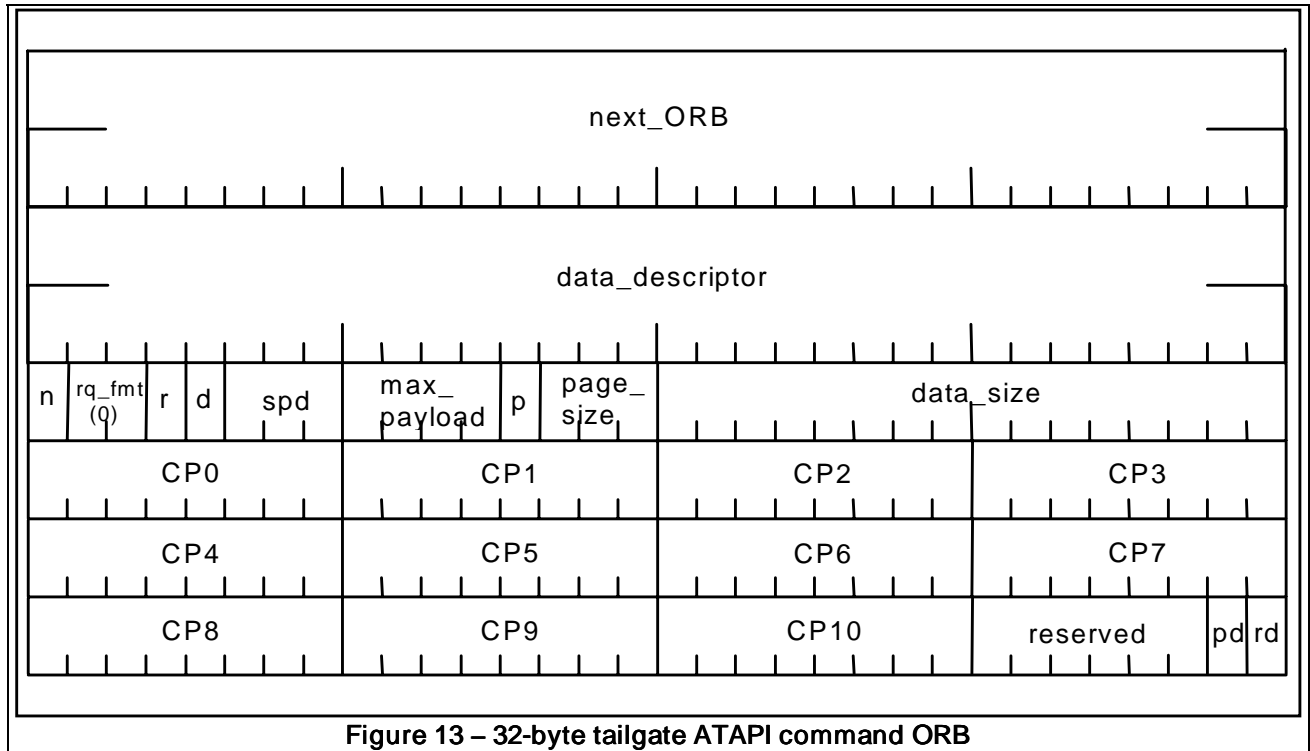 next_ORB
data_descriptor
n rq_fmt (0) r d spd max_ payload p page_ size data_size
CP0 CP1 CP2 CP3
CP4 CP5 CP6 CP7
CP8 CP9 CP10 reserved pd rd
Figure 13 – 32-byte tailgate ATAPI command ORB